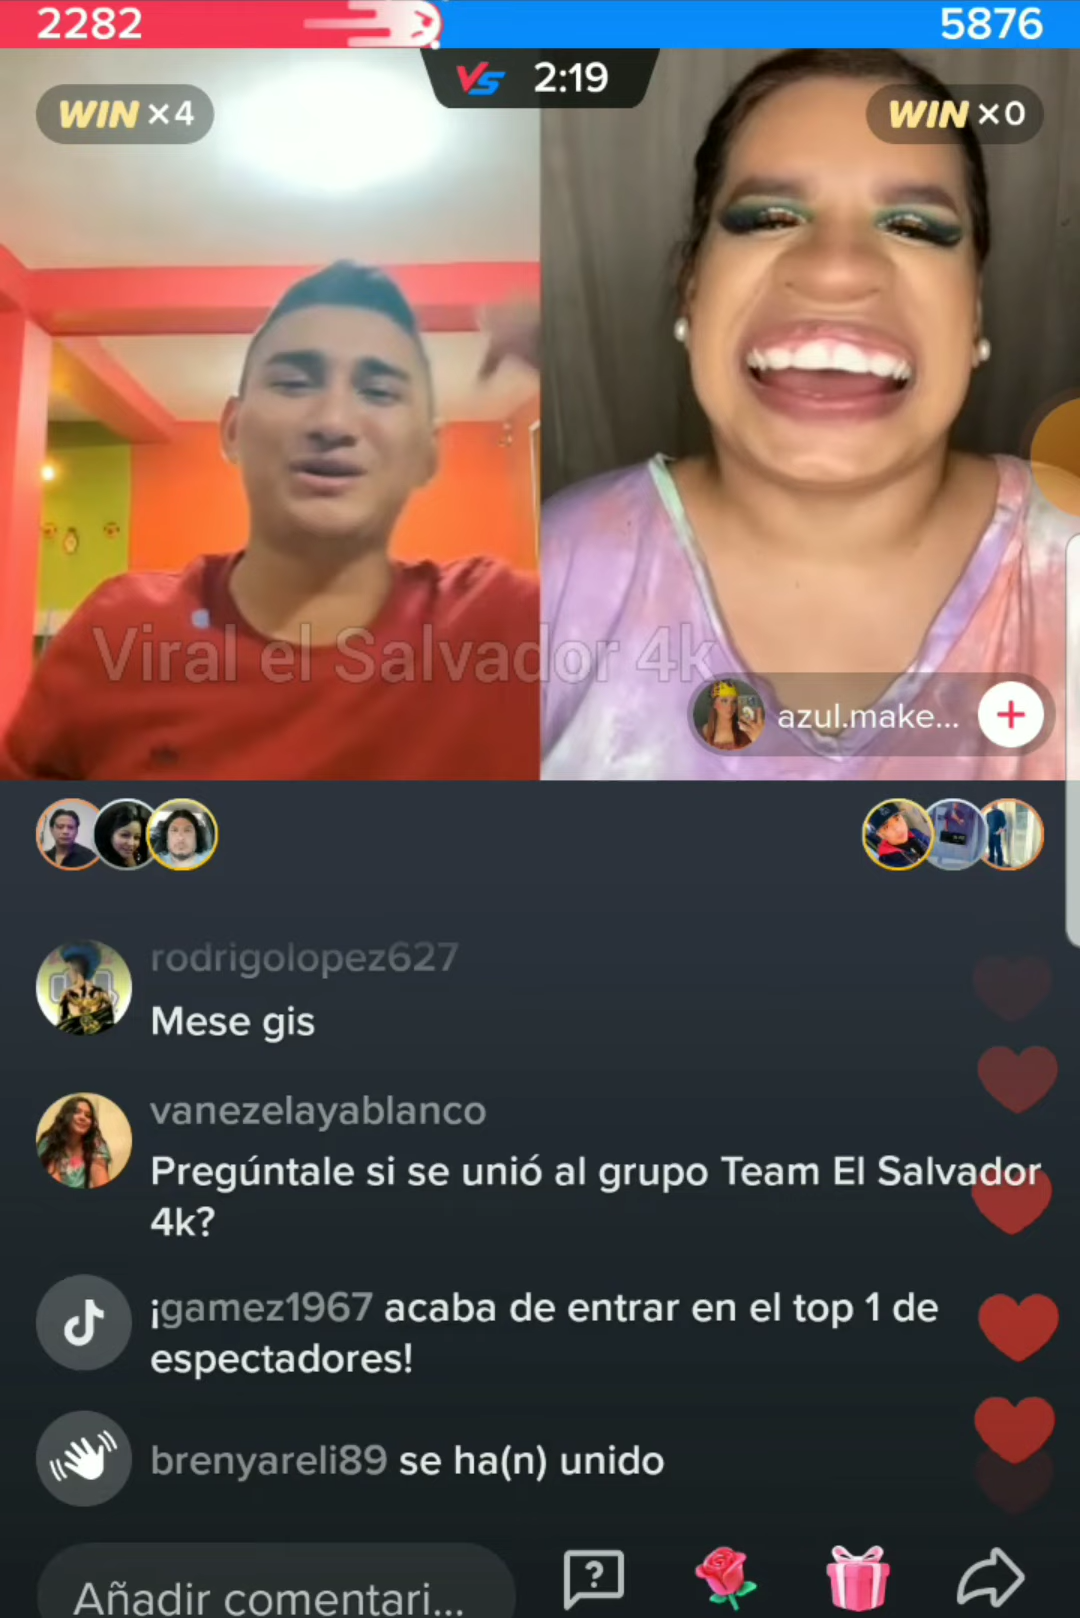 2282
5876
VS 2:19
WIN ×4
WIN ×0
Viral el Salvador 4k
azul.make...
rodrigolopez627
Mese gis
vanezelayablanco
Pregúntale si se unió al grupo Team El Salvador
4k?
¡gamez1967 acaba de entrar en el top 1 de
espectadores!
brenyareli89 se ha(n) unido
Añadir comentari...